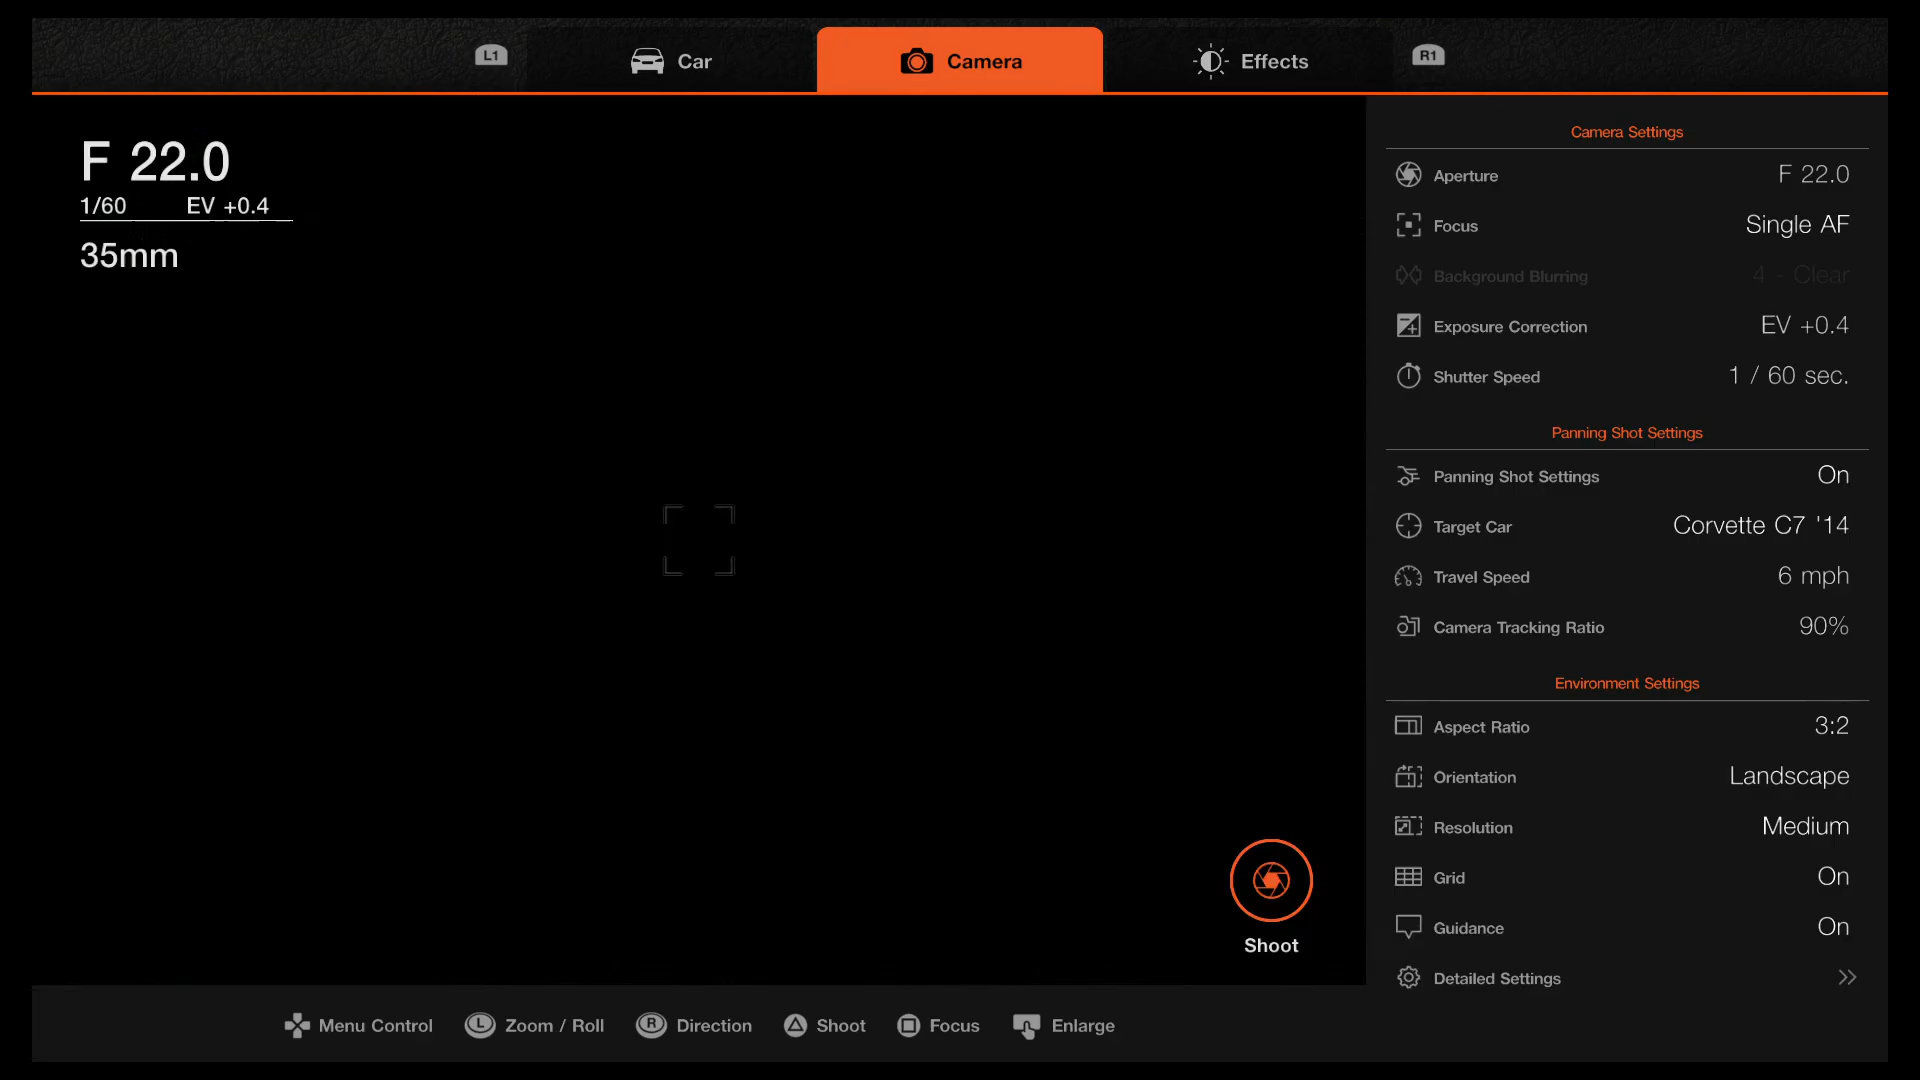 L1
Car
Camera
Effects
R1
F 22.0
1/60 EV +0.4
35mm
Camera Settings
Aperture F 22.0
Focus Single AF
Background Blurring 4 - Clear
Exposure Correction EV +0.4
Shutter Speed 1 / 60 sec.
Panning Shot Settings
Panning Shot Settings On
Target Car Corvette C7 '14
Travel Speed 6 mph
Camera Tracking Ratio 90%
Environment Settings
Aspect Ratio 3:2
Orientation Landscape
Resolution Medium
Grid On
Guidance On
Detailed Settings
Shoot
Menu Control
L Zoom / Roll
R Direction
Shoot
Focus
Enlarge